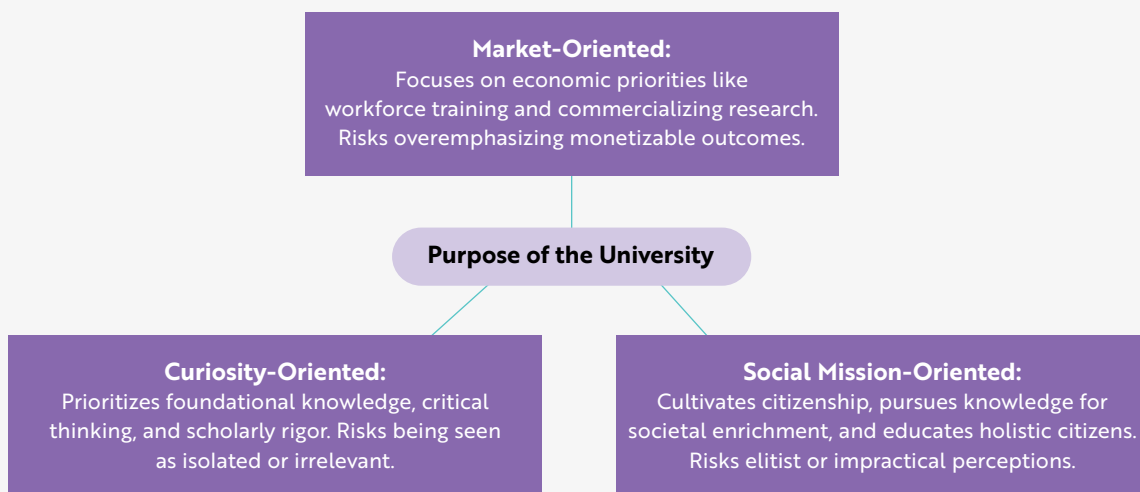 Market-Oriented:
Focuses on economic priorities like
workforce training and commercializing research.
Risks overemphasizing monetizable outcomes.
Purpose of the University
Curiosity-Oriented:
Prioritizes foundational knowledge, critical
thinking, and scholarly rigor. Risks being seen
as isolated or irrelevant.
Social Mission-Oriented:
Cultivates citizenship, pursues knowledge for
societal enrichment, and educates holistic citizens.
Risks elitist or impractical perceptions.